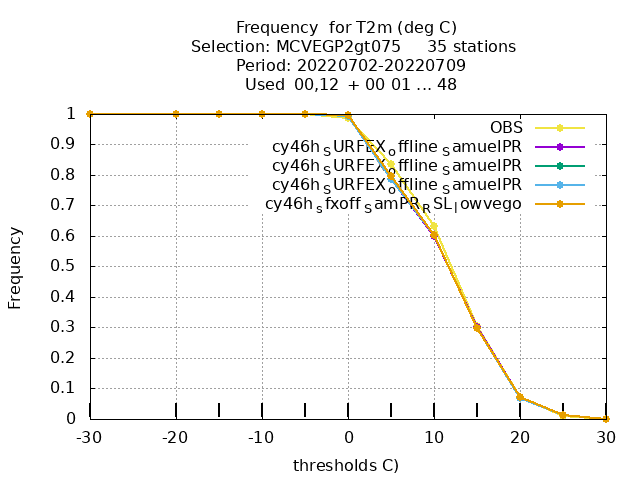 Frequency  for T2m (deg C)
Selection: MCVEGP2gt075     35 stations
Period: 20220702-20220709
Used  00,12  + 00 01 ... 48
OBS
cy46h_SURFEX_offline_SamuelPR
cy46h_SURFEX_offline_SamuelPR
cy46h_SURFEX_offline_SamuelPR
cy46h_sfxoff_SamPR_RSL_lowvego
1
0.9
0.8
0.7
0.6
0.5
0.4
0.3
0.2
0.1
0
Frequency
-30
-20
-10
0
10
20
30
thresholds C)